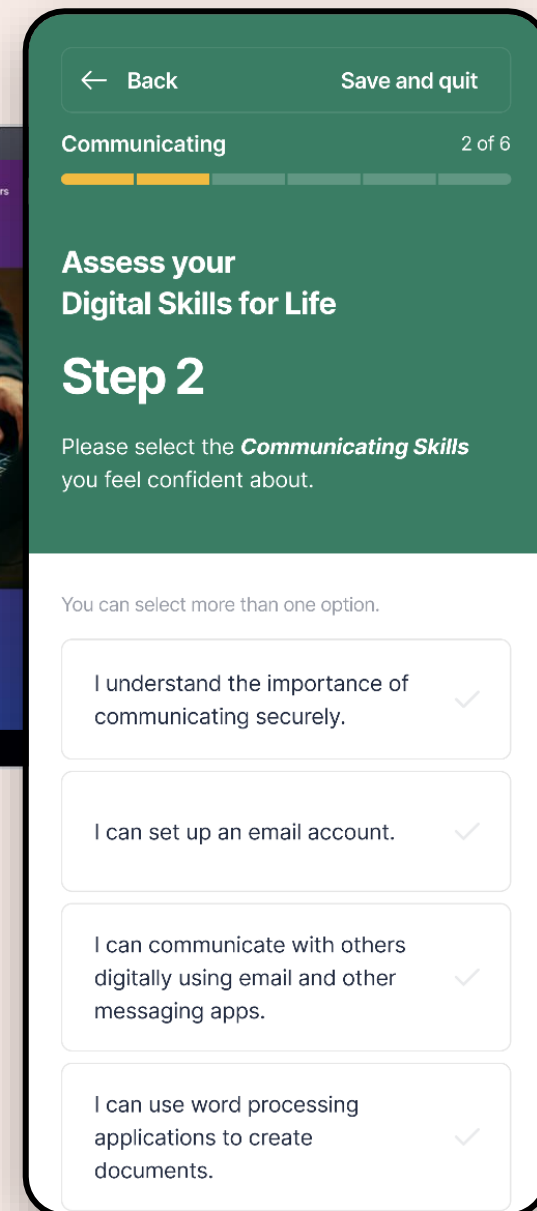 Back
Save and quit
Communicating
2 of 6
Assess your
Digital Skills for Life
Step 2
Please select the Communicating Skills
you feel confident about.
You can select more than one option.
I understand the importance of
communicating securely.
I can set up an email account.
I can communicate with others
digitally using email and other
messaging apps.
I can use word processing
applications to create
documents.